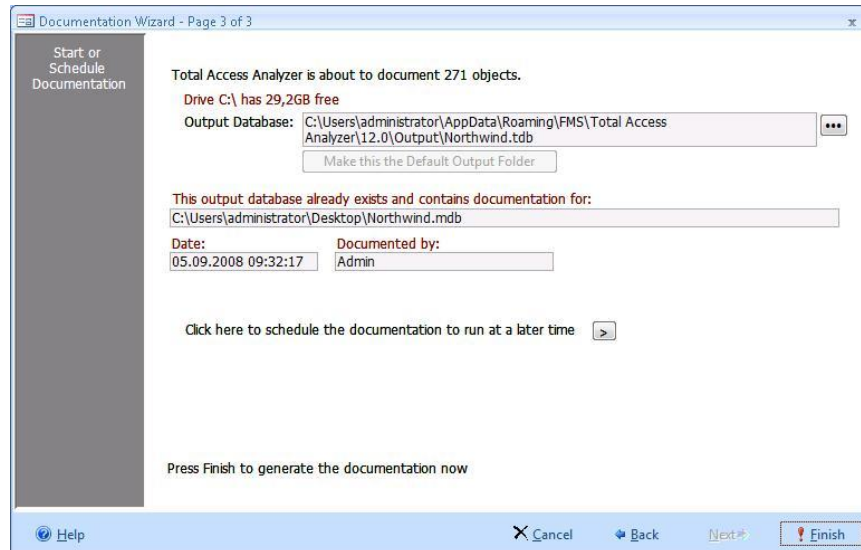 Documentation Wizard - Page 3 of 3
x
Start or
Schedule
Documentation
Total Access Analyzer is about to document 271 objects.
Drive C:\ has 29,2GB free
Output Database:
C:\Users\administrator\AppData\Roaming\FMS\Total Access
Analyzer\12.0\Output\Northwind.tdb
...
Make this the Default Output Folder
This output database already exists and contains documentation for:
C:\Users\administrator\Desktop\Northwind.mdb
Date: Documented by:
05.09.2008 09:32:17 Admin
Click here to schedule the documentation to run at a later time >
Press Finish to generate the documentation now
Help Cancel Back Next Finish